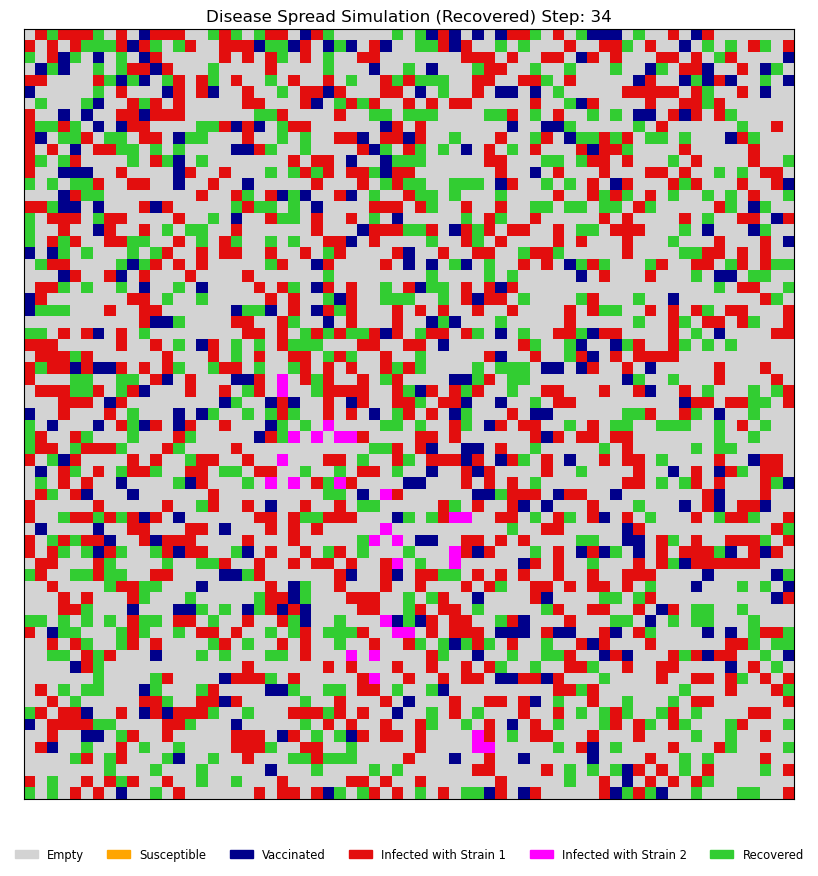 Disease Spread Simulation (Recovered) Step: 34
Empty
Susceptible
Vaccinated
Infected with Strain 1
Infected with Strain 2
Recovered